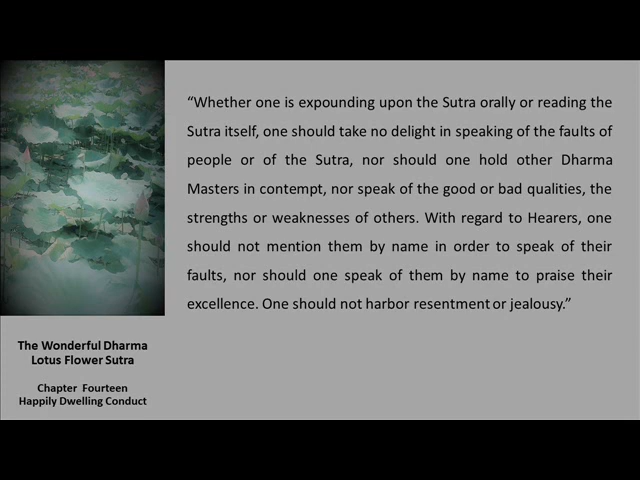 “Whether one is expounding upon the Sutra orally or reading the
Sutra itself, one should take no delight in speaking of the faults of
people or of the Sutra, nor should one hold other Dharma
Masters in contempt, nor speak of the good or bad qualities, the
strengths or weaknesses of others. With regard to Hearers, one
should not mention them by name in order to speak of their
faults, nor should one speak of them by name to praise their
excellence. One should not harbor resentment or jealousy.”
The Wonderful Dharma
Lotus Flower Sutra
Chapter Fourteen
Happily Dwelling Conduct